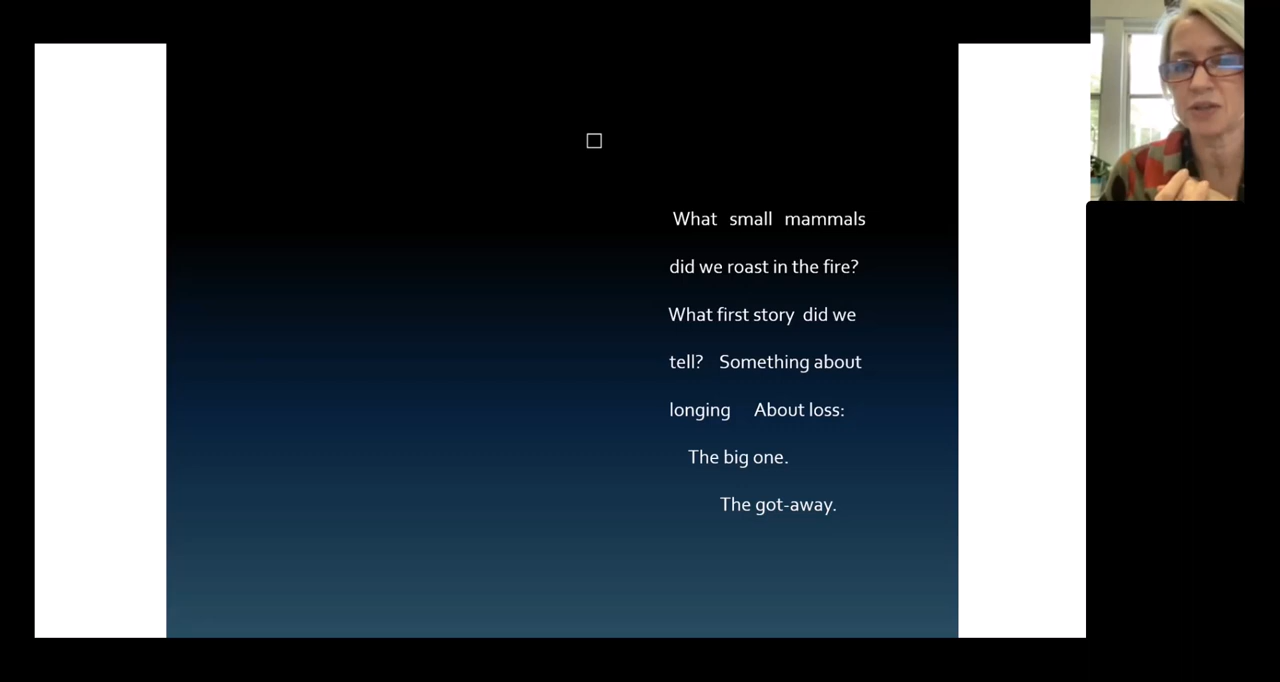 What small mammals
did we roast in the fire?
What first story did we
tell? Something about
longing About loss:
The big one.
The got-away.